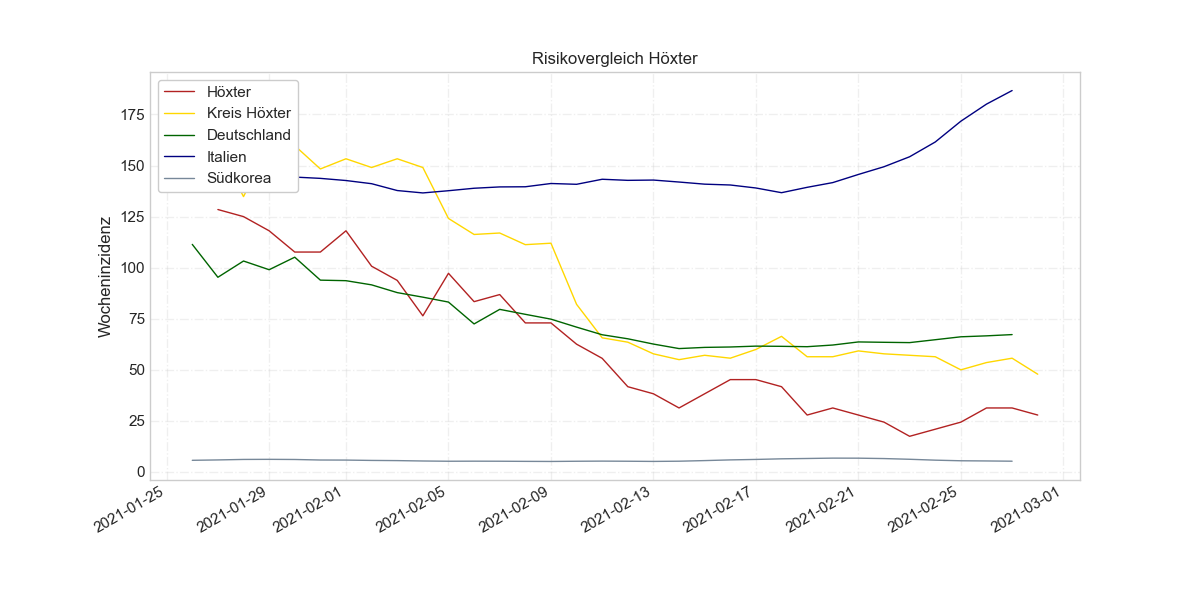 Risikovergleich Höxter
Höxter
Kreis Höxter
Deutschland
Italien
Südkorea
Wocheninzidenz
175
150
125
100
75
50
25
0
2021-01-25
2021-01-29
2021-02-01
2021-02-05
2021-02-09
2021-02-13
2021-02-17
2021-02-21
2021-02-25
2021-03-01